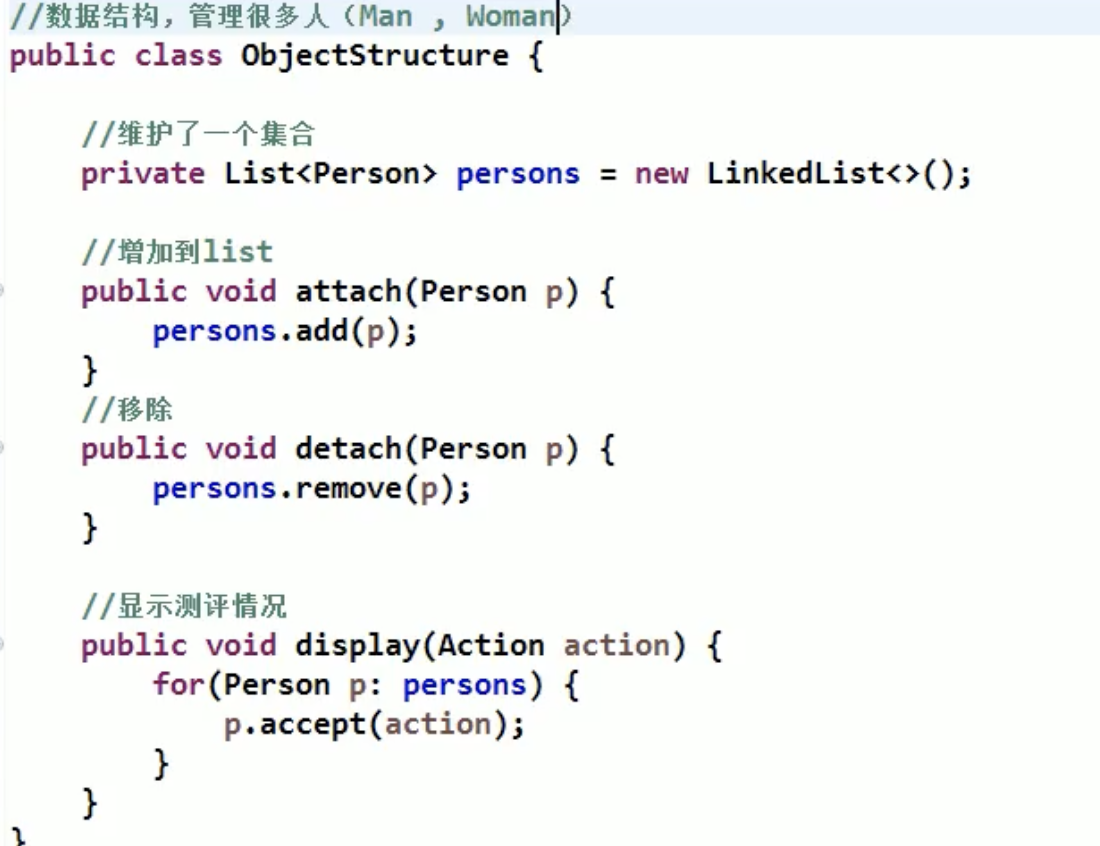 //数据结构，管理很多人（Man , Woman）
public class ObjectStructure {
//维护了一个集合
private List<Person> persons = new LinkedList<>();
//增加到list
public void attach(Person p) {
persons.add(p);
}
//移除
public void detach(Person p) {
persons.remove(p);
}
//显示测评情况
public void display(Action action) {
for(Person p: persons) {
p.accept(action);
}
}
}